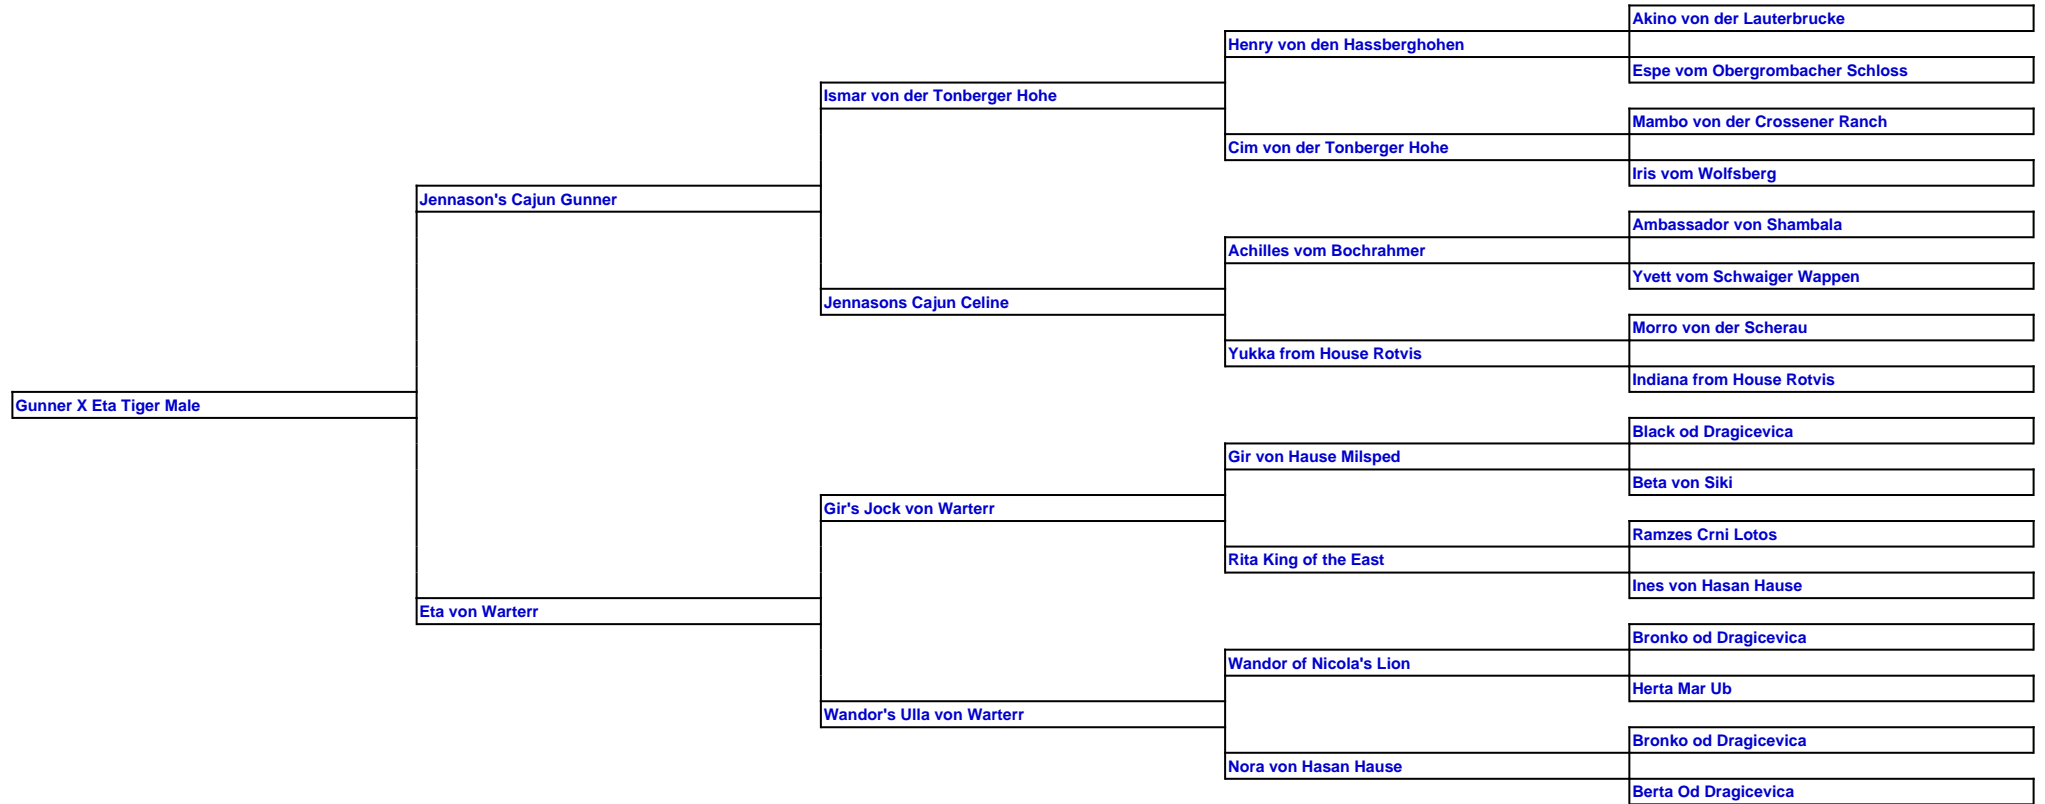 Akino von der Lauterbrucke
Henry von den Hassberghohen
Espe vom Obergrombacher Schloss
Ismar von der Tonberger Hohe
Mambo von der Crossener Ranch
Cim von der Tonberger Hohe
Iris vom Wolfsberg
Jennason's Cajun Gunner
Ambassador von Shambala
Achilles vom Bochrahmer
Yvett vom Schwaiger Wappen
Jennasons Cajun Celine
Morro von der Scherau
Yukka from House Rotvis
Indiana from House Rotvis
Gunner X Eta Tiger Male
Black od Dragicevica
Gir von Hause Milsped
Beta von Siki
Gir's Jock von Warterr
Ramzes Crni Lotos
Rita King of the East
Ines von Hasan Hause
Eta von Warterr
Bronko od Dragicevica
Wandor of Nicola's Lion
Herta Mar Ub
Wandor's Ulla von Warterr
Bronko od Dragicevica
Nora von Hasan Hause
Berta Od Dragicevica